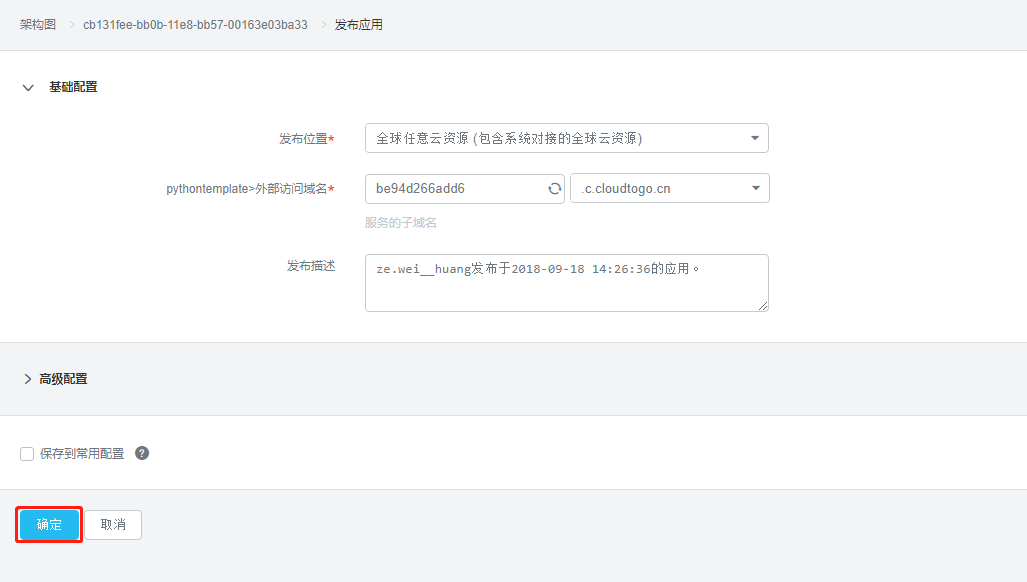 架构图 > cb131fee-bb0b-11e8-bb57-00163e03ba33 > 发布应用
基础配置
发布位置* 全球任意云资源 (包含系统对接的全球云资源)
pythontemplate>外部访问域名* be94d266add6 .c.cloudtogo.cn
服务的子域名
发布描述 ze.wei__huang发布于2018-09-18 14:26:36的应用。
高级配置
保存到常用配置 ?
确定 取消